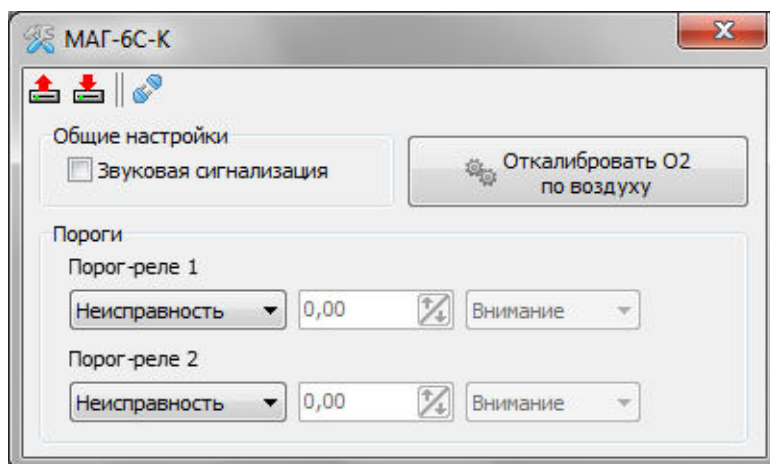 МАГ-6С-К
Общие настройки
Звуковая сигнализация
Откалибровать О2
по воздуху
Пороги
Порог-реле 1
Неисправность 0,00 Внимание
Порог-реле 2
Неисправность 0,00 Внимание